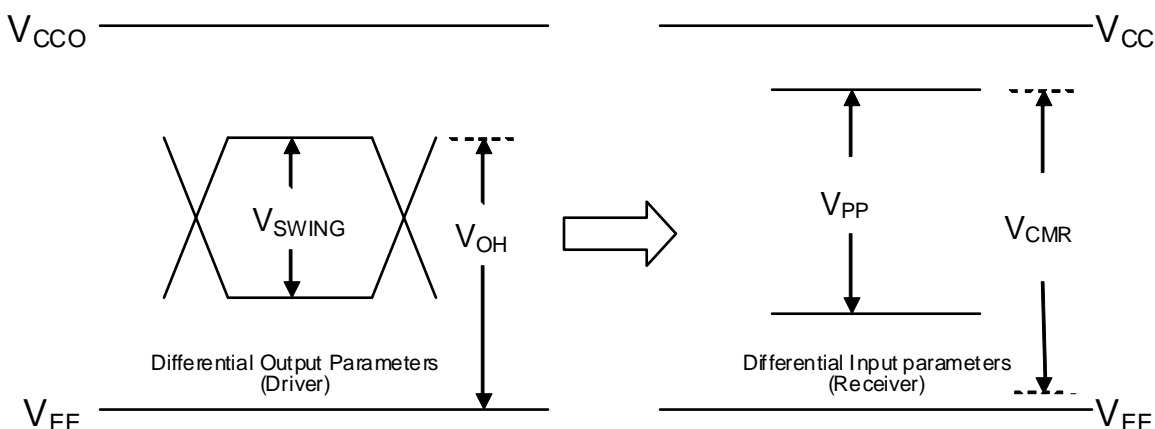 VCCO
VCC
VSWING
VOH
VPP
VCMR
Differential Output Parameters
(Driver)
Differential Input parameters
(Receiver)
VEE
VEE